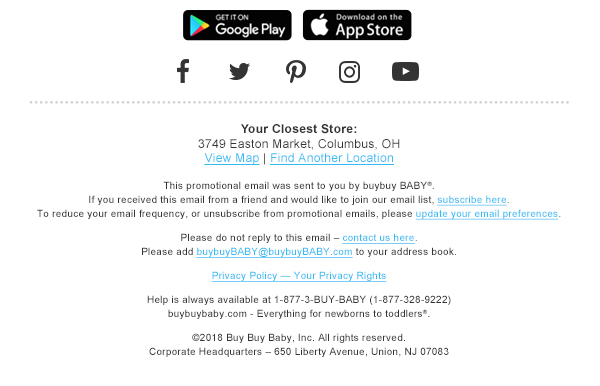 GET IT ON
Google Play
Download on the
App Store
Your Closest Store:
3749 Easton Market, Columbus, OH
View Map | Find Another Location
This promotional email was sent to you by buybuy BABY®.
If you received this email from a friend and would like to join our email list, subscribe here.
To reduce your email frequency, or unsubscribe from promotional emails, please update your email preferences.
Please do not reply to this email – contact us here.
Please add buybuyBABY@buybuyBABY.com to your address book.
Privacy Policy — Your Privacy Rights
Help is always available at 1-877-3-BUY-BABY (1-877-328-9222)
buybuybaby.com - Everything for newborns to toddlers®.
©2018 Buy Buy Baby, Inc. All rights reserved.
Corporate Headquarters – 650 Liberty Avenue, Union, NJ 07083